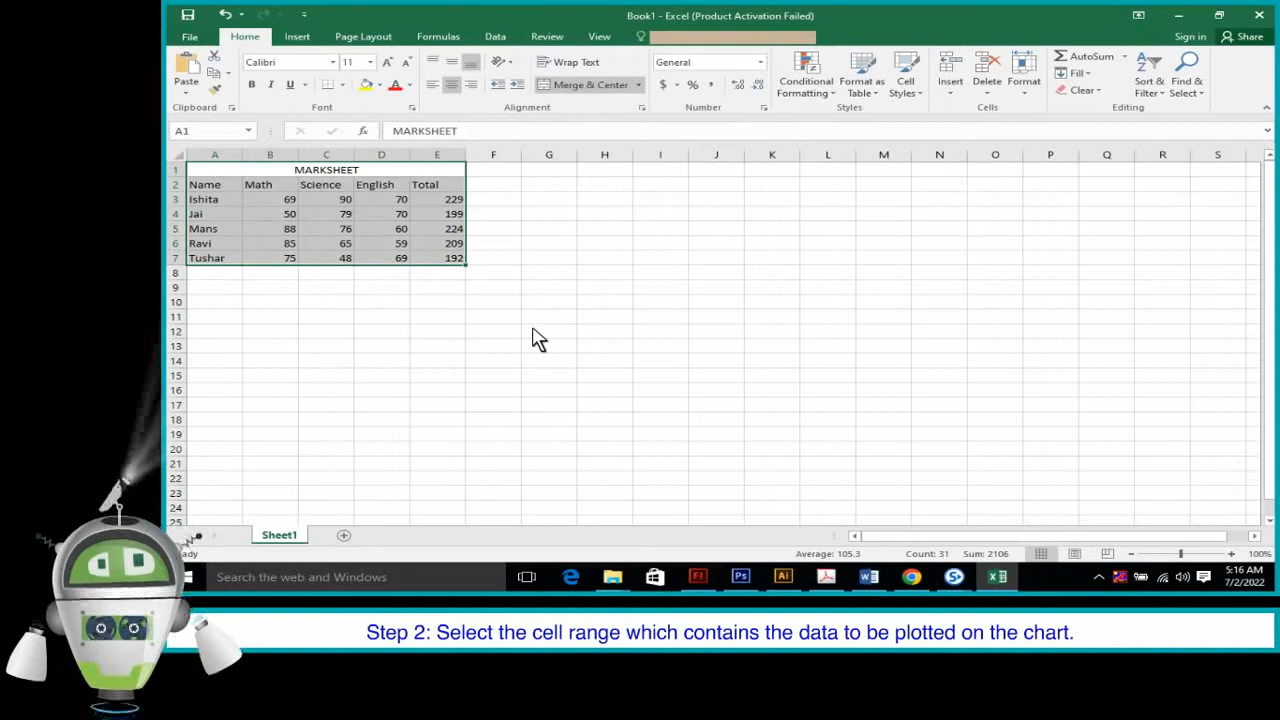 Book1 - Excel (Product Activation Failed)
File Home Insert Page Layout Formulas Data Review View Sign in Share
Calibri 11 Wrap Text General AutoSum
Paste B I U Merge & Center $ % , Conditional Formatting Format as Table Cell Styles Insert Delete Format Fill Clear Sort & Filter Find & Select
Clipboard Font Alignment Number Styles Cells Editing
A1 fx MARKSHEET
A B C D E F G H I J K L M N O P Q R S
1 MARKSHEET
2 Name Math Science English Total
3 Ishita 69 90 70 229
4 Jai 50 79 70 199
5 Mans 88 76 60 224
6 Ravi 85 65 59 209
7 Tushar 75 48 69 192
8
9
10
11
12
13
14
15
16
17
18
19
20
21
22
23
24
25
Sheet1
ady Average: 105.3 Count: 31 Sum: 2106 100%
Search the web and Windows Fl Ps Ai 5:16 AM
7/2/2022
Step 2: Select the cell range which contains the data to be plotted on the chart.